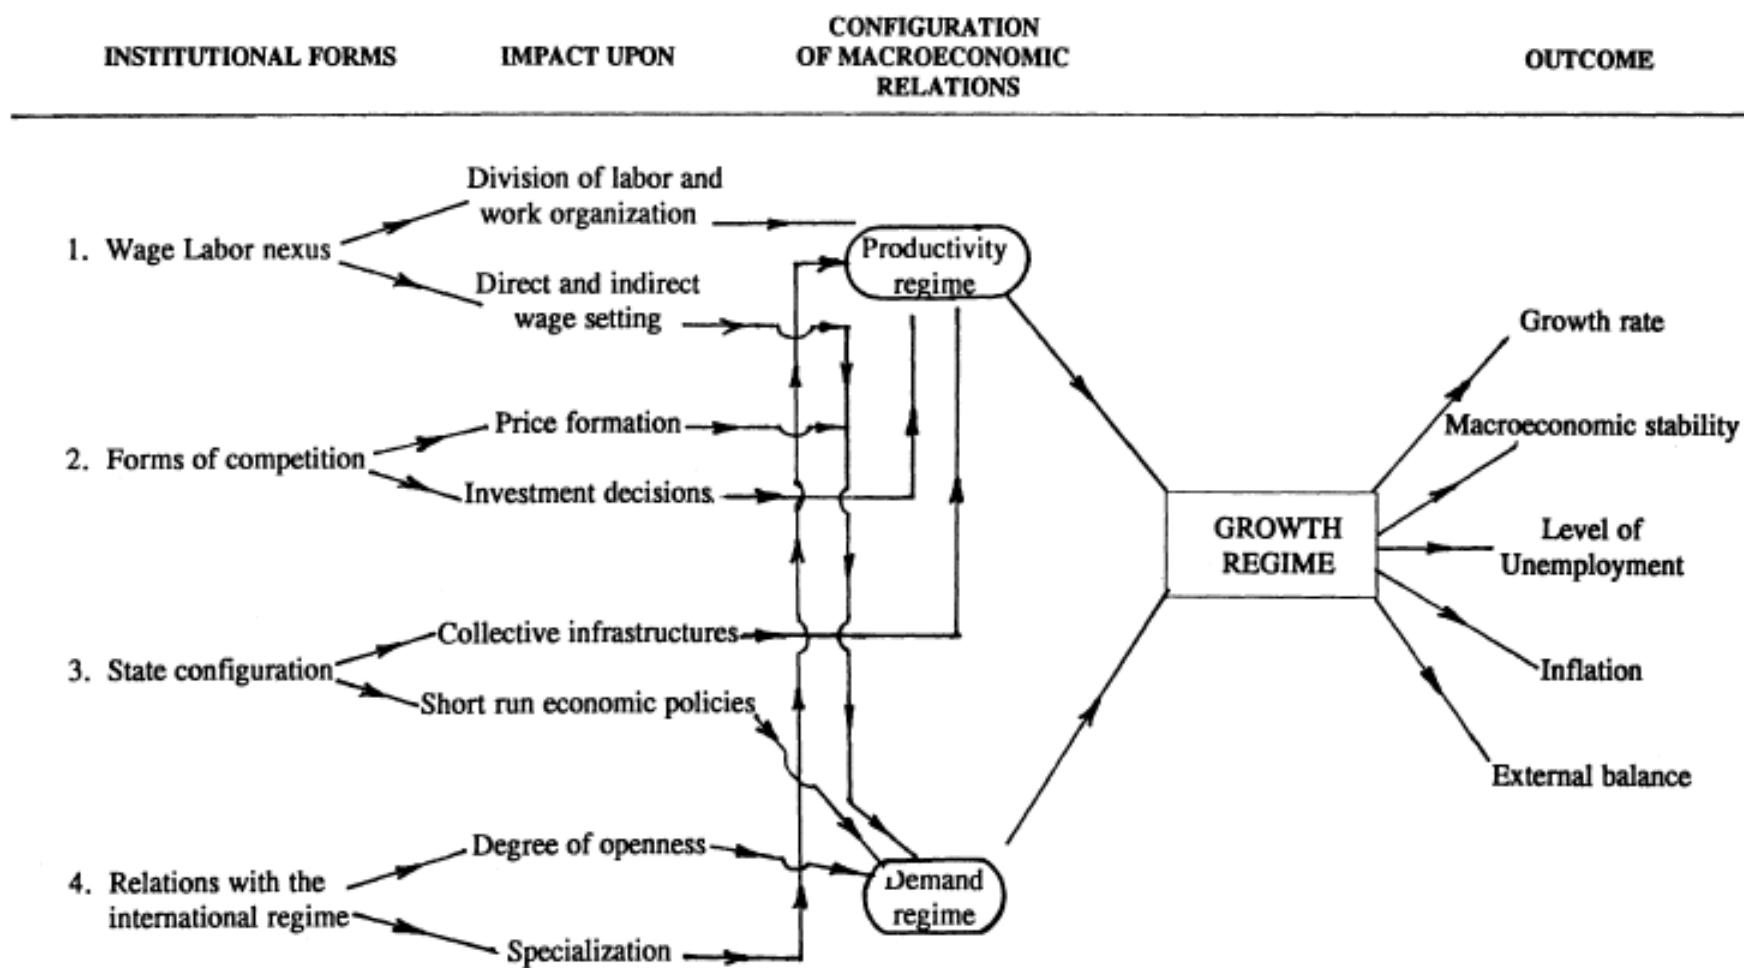 INSTITUTIONAL FORMS
IMPACT UPON
CONFIGURATION
OF MACROECONOMIC
RELATIONS
OUTCOME
1. Wage Labor nexus
Division of labor and
work organization
Direct and indirect
wage setting
2. Forms of competition
Price formation
Investment decisions
3. State configuration
Collective infrastructures
Short run economic policies
4. Relations with the
international regime
Degree of openness
Specialization
Productivity
regime
Demand
regime
GROWTH
REGIME
Growth rate
Macroeconomic stability
Level of
Unemployment
Inflation
External balance